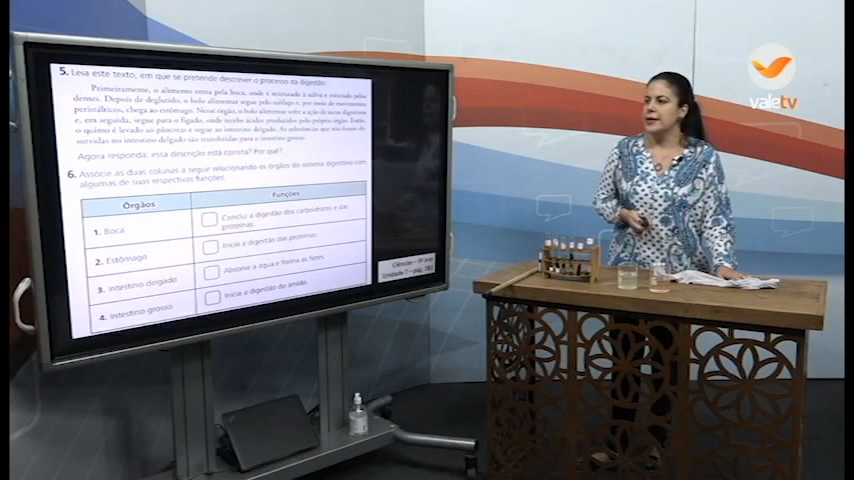 5. Leia este texto, em que se pretende descrever o processo da digestão.
Primeiramente, o alimento entra pela boca, onde é misturado à saliva e triturado pelos
dentes. Depois de deglutido, o bolo alimentar segue pelo esôfago e, por meio de movimentos
peristálticos, chega ao estômago. Nesse órgão, o bolo alimentar sofre a ação de sucos digestórios
e, em seguida, segue para o fígado, onde recebe ácidos produzidos pelo próprio órgão. Então,
o quimo é levado ao pâncreas e segue ao intestino delgado. As substâncias que não foram ab-
sorvidas no intestino delgado são transferidas para o intestino grosso.
Agora responda: essa descrição está correta? Por quê?
6. Associe as duas colunas a seguir relacionando os órgãos do sistema digestório com
algumas de suas respectivas funções.
Órgãos Funções
1. Boca Conclui a digestão dos carboidratos e das
proteínas.
2. Estômago Inicia a digestão das proteínas.
3. Intestino delgado Absorve a água e forma as fezes.
4. Intestino grosso Inicia a digestão do amido.
Ciências - 8º ano
Unidade 7 - pág.
valetv